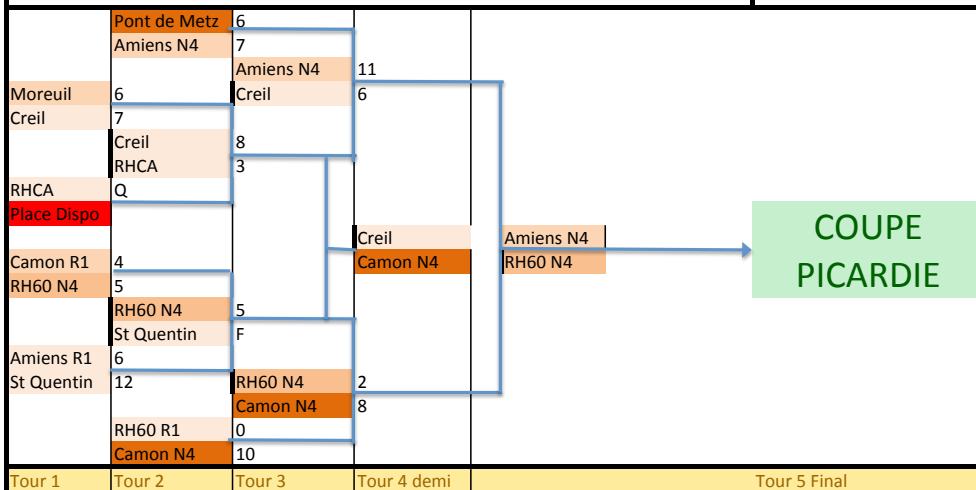 Pont de Metz 6
Amiens N4 7
Amiens N4 11
Moreuil 6 Creil 6
Creil 7
Creil 8
RHCA 3
RHCA Q
Place Dispo
Creil Amiens N4 COUPE
Camon R1 4 Camon N4 RH60 N4 PICARDIE
RH60 N4 5
RH60 N4 5
St Quentin F
Amiens R1 6
St Quentin 12 RH60 N4 2
Camon N4 8
RH60 R1 0
Camon N4 10
Tour 1 Tour 2 Tour 3 Tour 4 demi Tour 5 Final